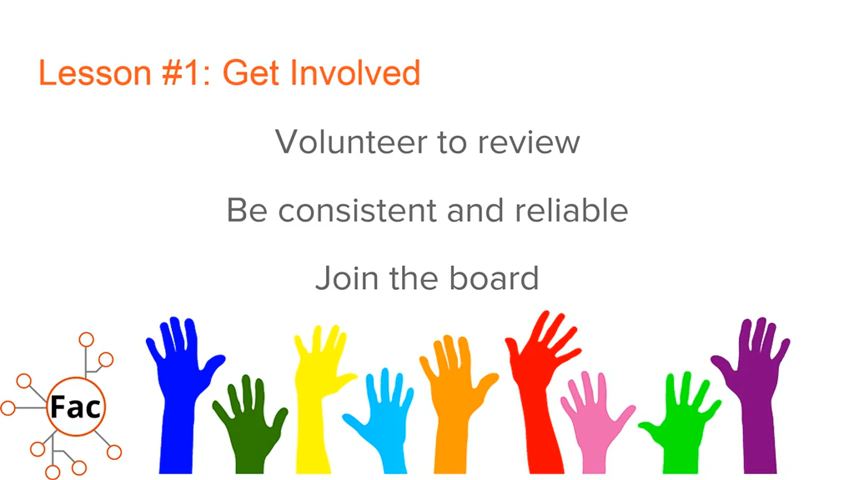 Lesson #1: Get Involved
Volunteer to review
Be consistent and reliable
Join the board
Fac